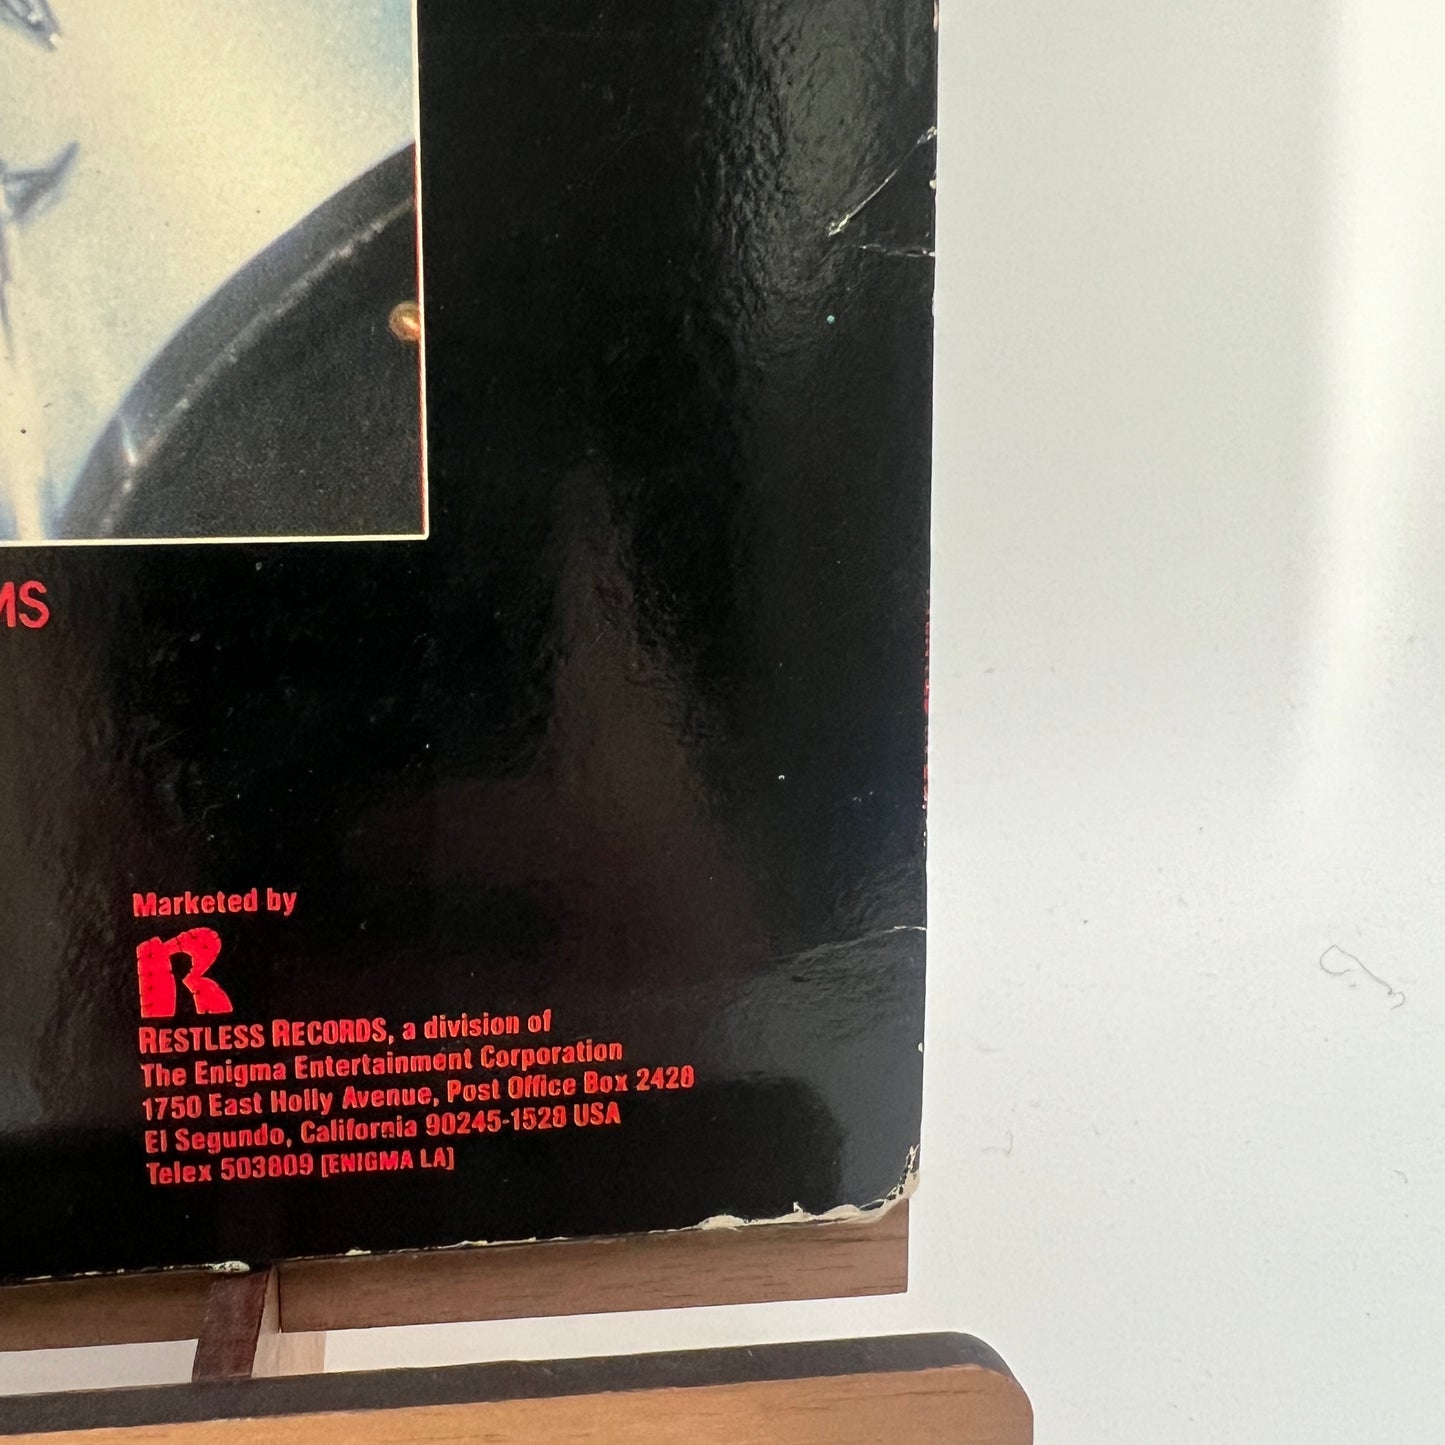 MS
Marketed by
R
RESTLESS RECORDS, a division of
The Enigma Entertainment Corporation
1750 East Holly Avenue, Post Office Box 2428
El Segundo, California 90245-1528 USA
Telex 503809 [ENIGMA LA]